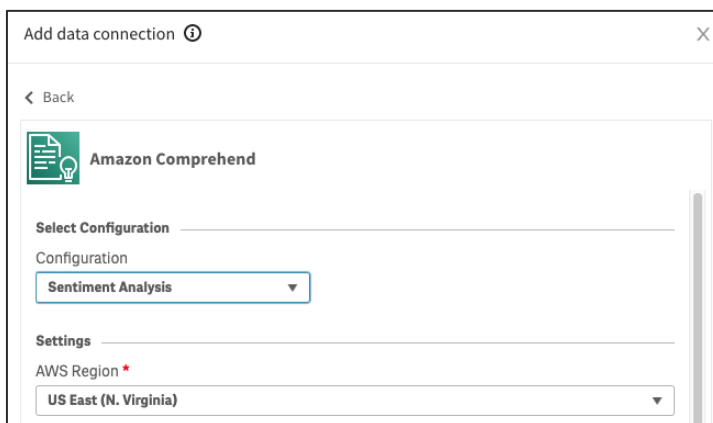 Add data connection
Back
Amazon Comprehend
Select Configuration
Configuration
Sentiment Analysis
Settings
AWS Region *
US East (N. Virginia)